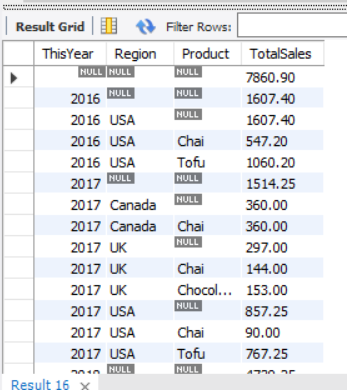 Result Grid Filter Rows:
ThisYear Region Product TotalSales
NULL NULL NULL 7860.90
2016 NULL NULL 1607.40
2016 USA NULL 1607.40
2016 USA Chai 547.20
2016 USA Tofu 1060.20
2017 NULL NULL 1514.25
2017 Canada NULL 360.00
2017 Canada Chai 360.00
2017 UK NULL 297.00
2017 UK Chai 144.00
2017 UK Chocol... 153.00
2017 USA NULL 857.25
2017 USA Chai 90.00
2017 USA Tofu 767.25
NULL NULL
Result 16 ×